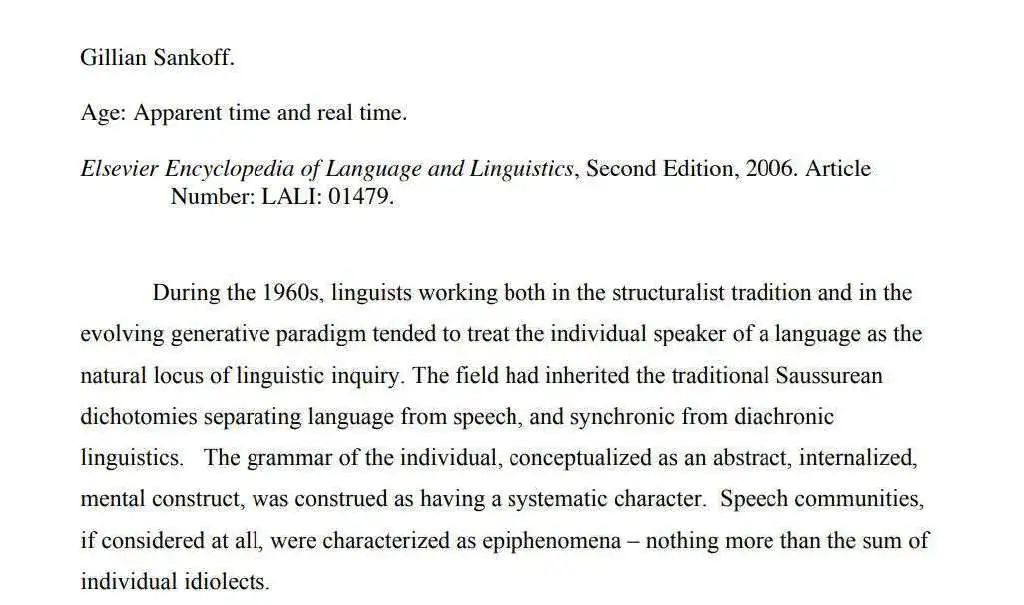 Gillian Sankoff.
Age: Apparent time and real time.
Elsevier Encyclopedia of Language and Linguistics, Second Edition, 2006. Article
Number: LALI: 01479.
During the 1960s, linguists working both in the structuralist tradition and in the
evolving generative paradigm tended to treat the individual speaker of a language as the
natural locus of linguistic inquiry. The field had inherited the traditional Saussurean
dichotomies separating language from speech, and synchronic from diachronic
linguistics.   The grammar of the individual, conceptualized as an abstract, internalized,
mental construct, was construed as having a systematic character.  Speech communities,
if considered at all, were characterized as epiphenomena – nothing more than the sum of
individual idiolects.